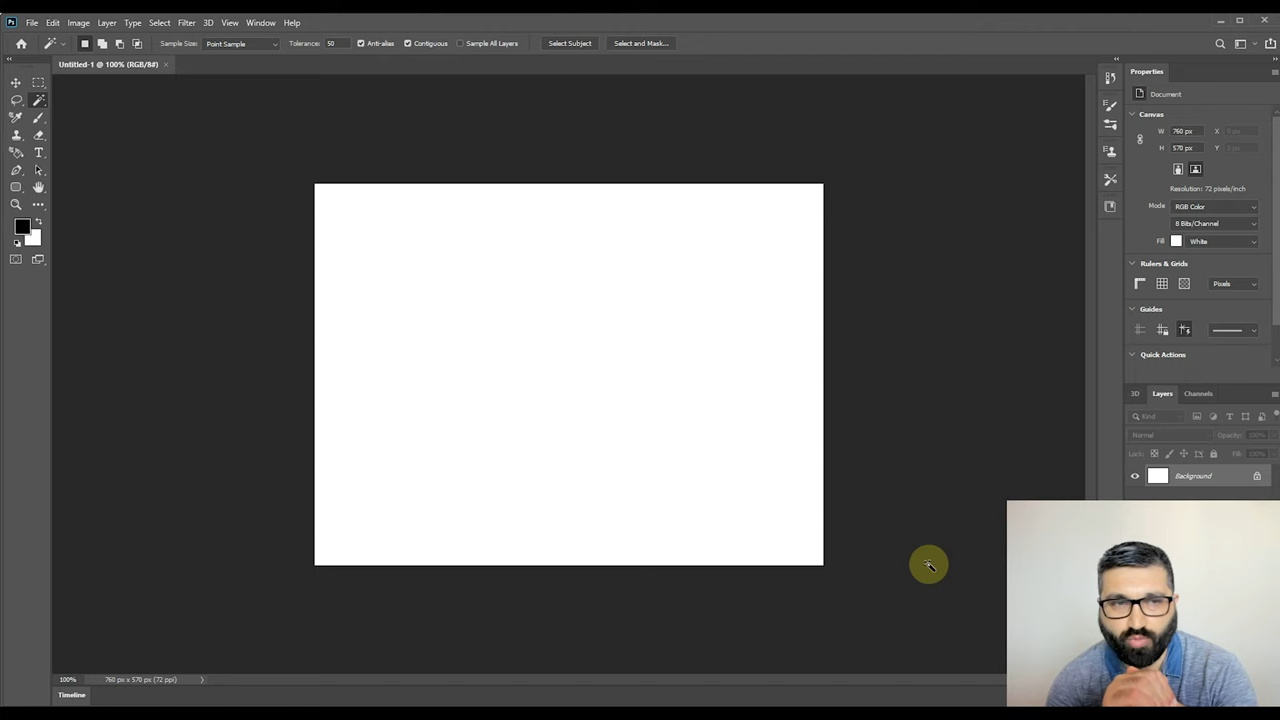 Ps File Edit Image Layer Type Select Filter 3D View Window Help
Sample Size: Point Sample Tolerance: 50 Anti-alias Contiguous Sample All Layers Select Subject Select and Mask...
Untitled-1 @ 100% (RGB/8#) ×
Properties
Document
Canvas
W 760 px X 0 px
H 570 px Y 0 px
Resolution: 72 pixels/inch
Mode RGB Color
8 Bits/Channel
Fill White
Rulers & Grids
Pixels
Guides
Quick Actions
3D Layers Channels
Kind
Normal Opacity: 100%
Lock: Fill: 100%
Background
100% 760 px x 570 px (72 ppi)
Timeline